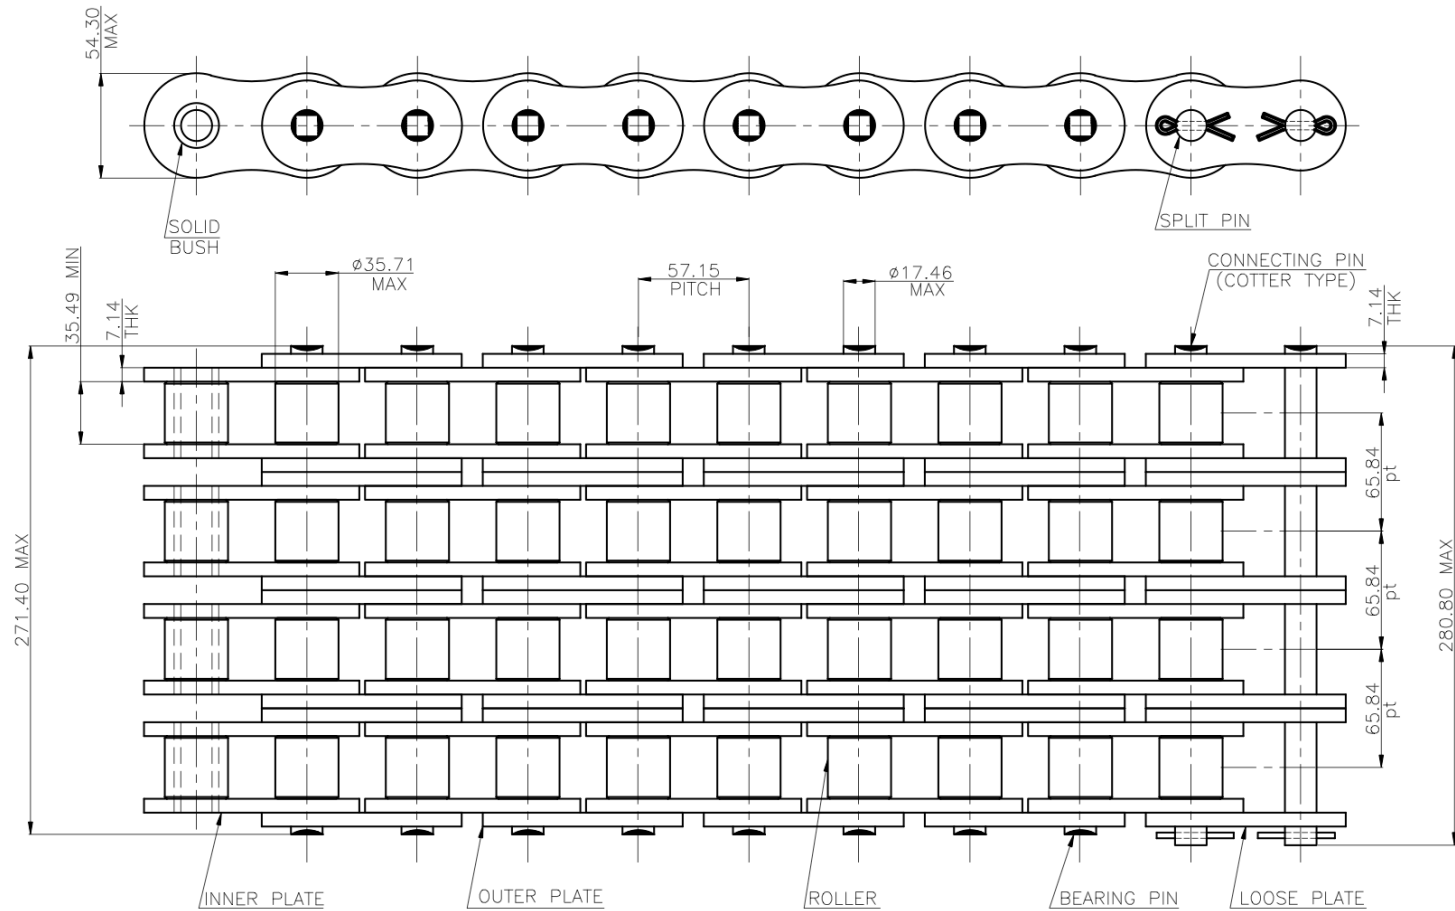 54.30
MAX
SOLID
BUSH
SPLIT PIN
35.49 MIN
7.14
THK
⌀35.71
MAX
57.15
PITCH
⌀17.46
MAX
CONNECTING PIN
(COTTER TYPE)
7.14
THK
271.40 MAX
65.84
pt
65.84
pt
65.84
pt
280.80 MAX
INNER PLATE
OUTER PLATE
ROLLER
BEARING PIN
LOOSE PLATE